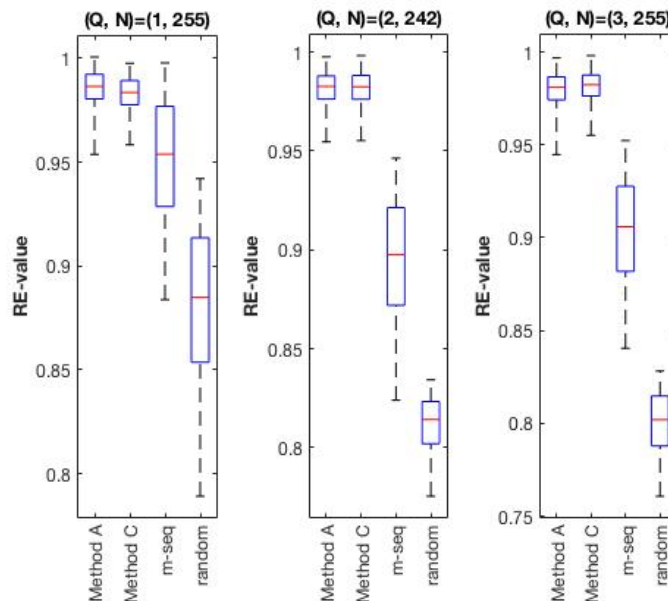 (Q, N)=(1, 255)
1
0.95
0.9
0.85
0.8
RE-value
Method A
Method C
m-seq
random
(Q, N)=(2, 242)
1
0.95
0.9
0.85
0.8
RE-value
Method A
Method C
m-seq
random
(Q, N)=(3, 255)
1
0.95
0.9
0.85
0.8
0.75
RE-value
Method A
Method C
m-seq
random